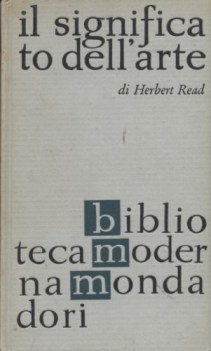 il significa
to dell'arte
di Herbert Read
biblio
teca moder
na monda
dori